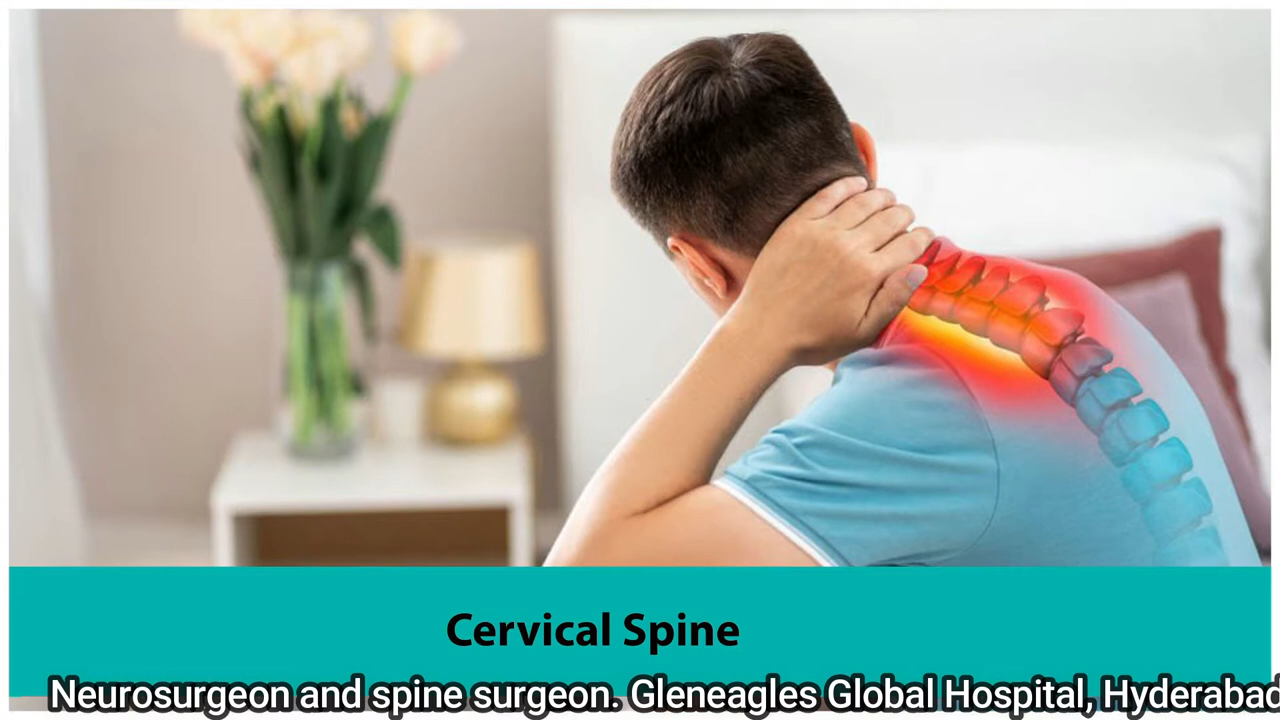 Cervical Spine
Neurosurgeon and spine surgeon. Gleneagles Global Hospital, Hyderabad